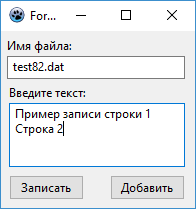 For...
Имя файла:
test82.dat
Введите текст:
Пример записи строки 1
Строка 2
Записать
Добавить